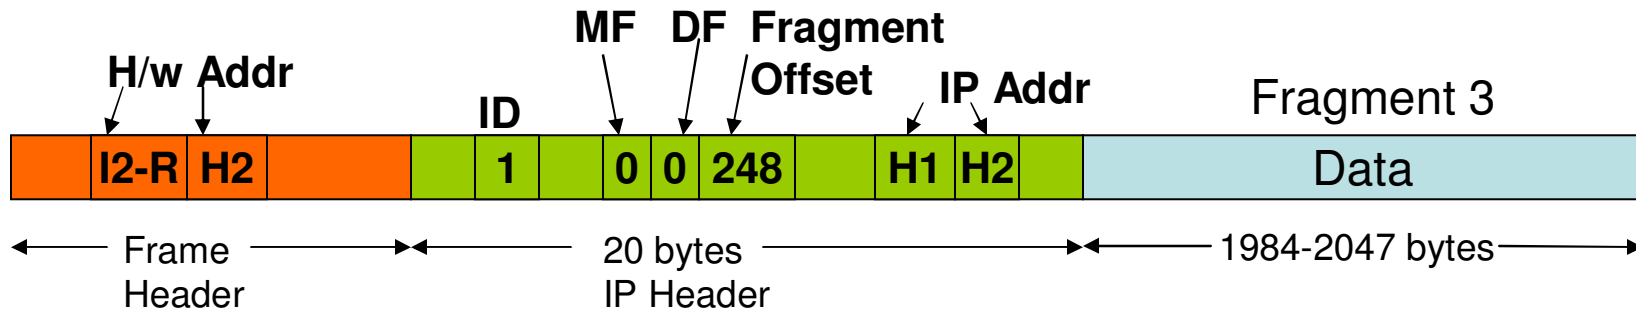 MF DF Fragment Offset
H/w Addr
IP Addr
ID
Fragment 3
I2-R H2 1 0 0 248 H1 H2 Data
Frame Header
20 bytes IP Header
1984-2047 bytes